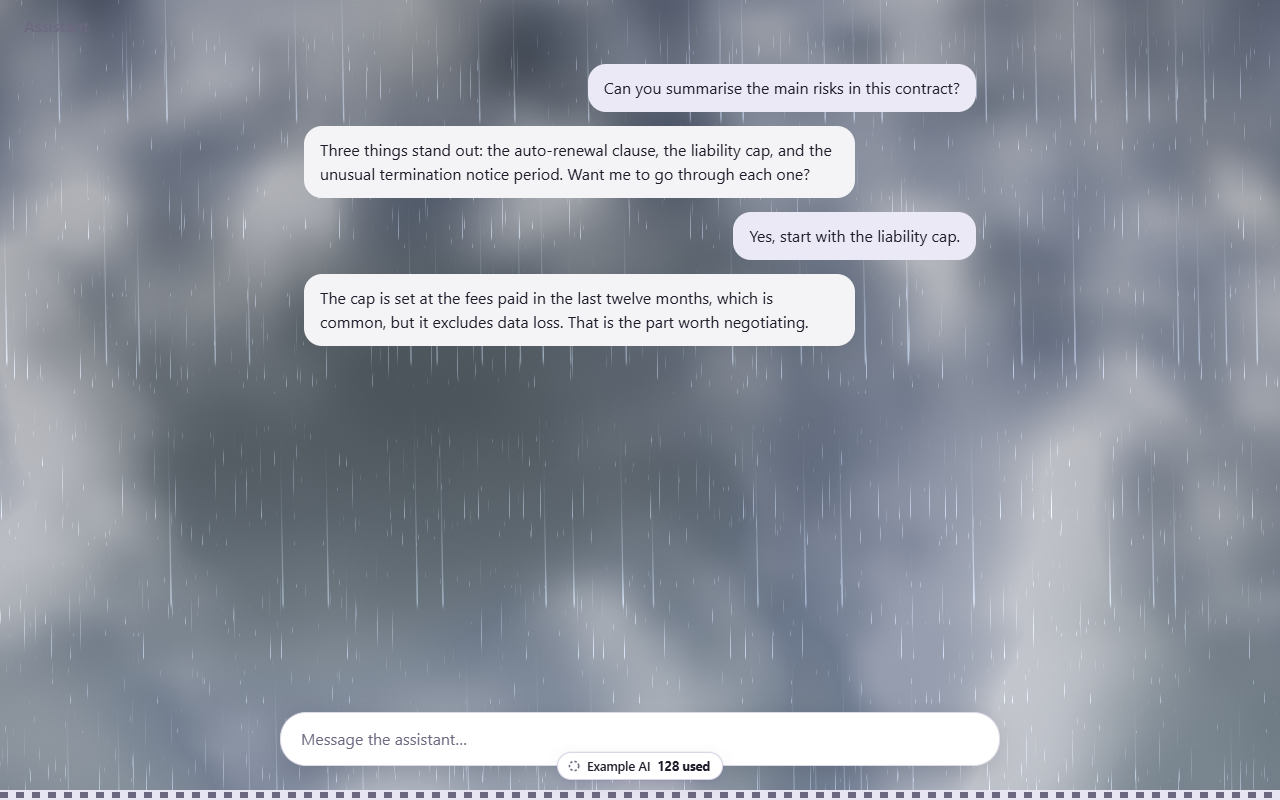 Assistant
Can you summarise the main risks in this contract?
Three things stand out: the auto-renewal clause, the liability cap, and the
unusual termination notice period. Want me to go through each one?
Yes, start with the liability cap.
The cap is set at the fees paid in the last twelve months, which is
common, but it excludes data loss. That is the part worth negotiating.
Message the assistant...
Example AI 128 used